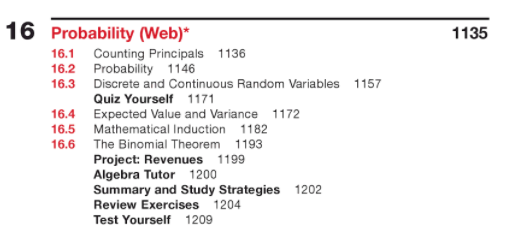 16 Probability (Web)* 1135
16.1 Counting Principals 1136
16.2 Probability 1146
16.3 Discrete and Continuous Random Variables 1157
Quiz Yourself 1171
16.4 Expected Value and Variance 1172
16.5 Mathematical Induction 1182
16.6 The Binomial Theorem 1193
Project: Revenues 1199
Algebra Tutor 1200
Summary and Study Strategies 1202
Review Exercises 1204
Test Yourself 1209